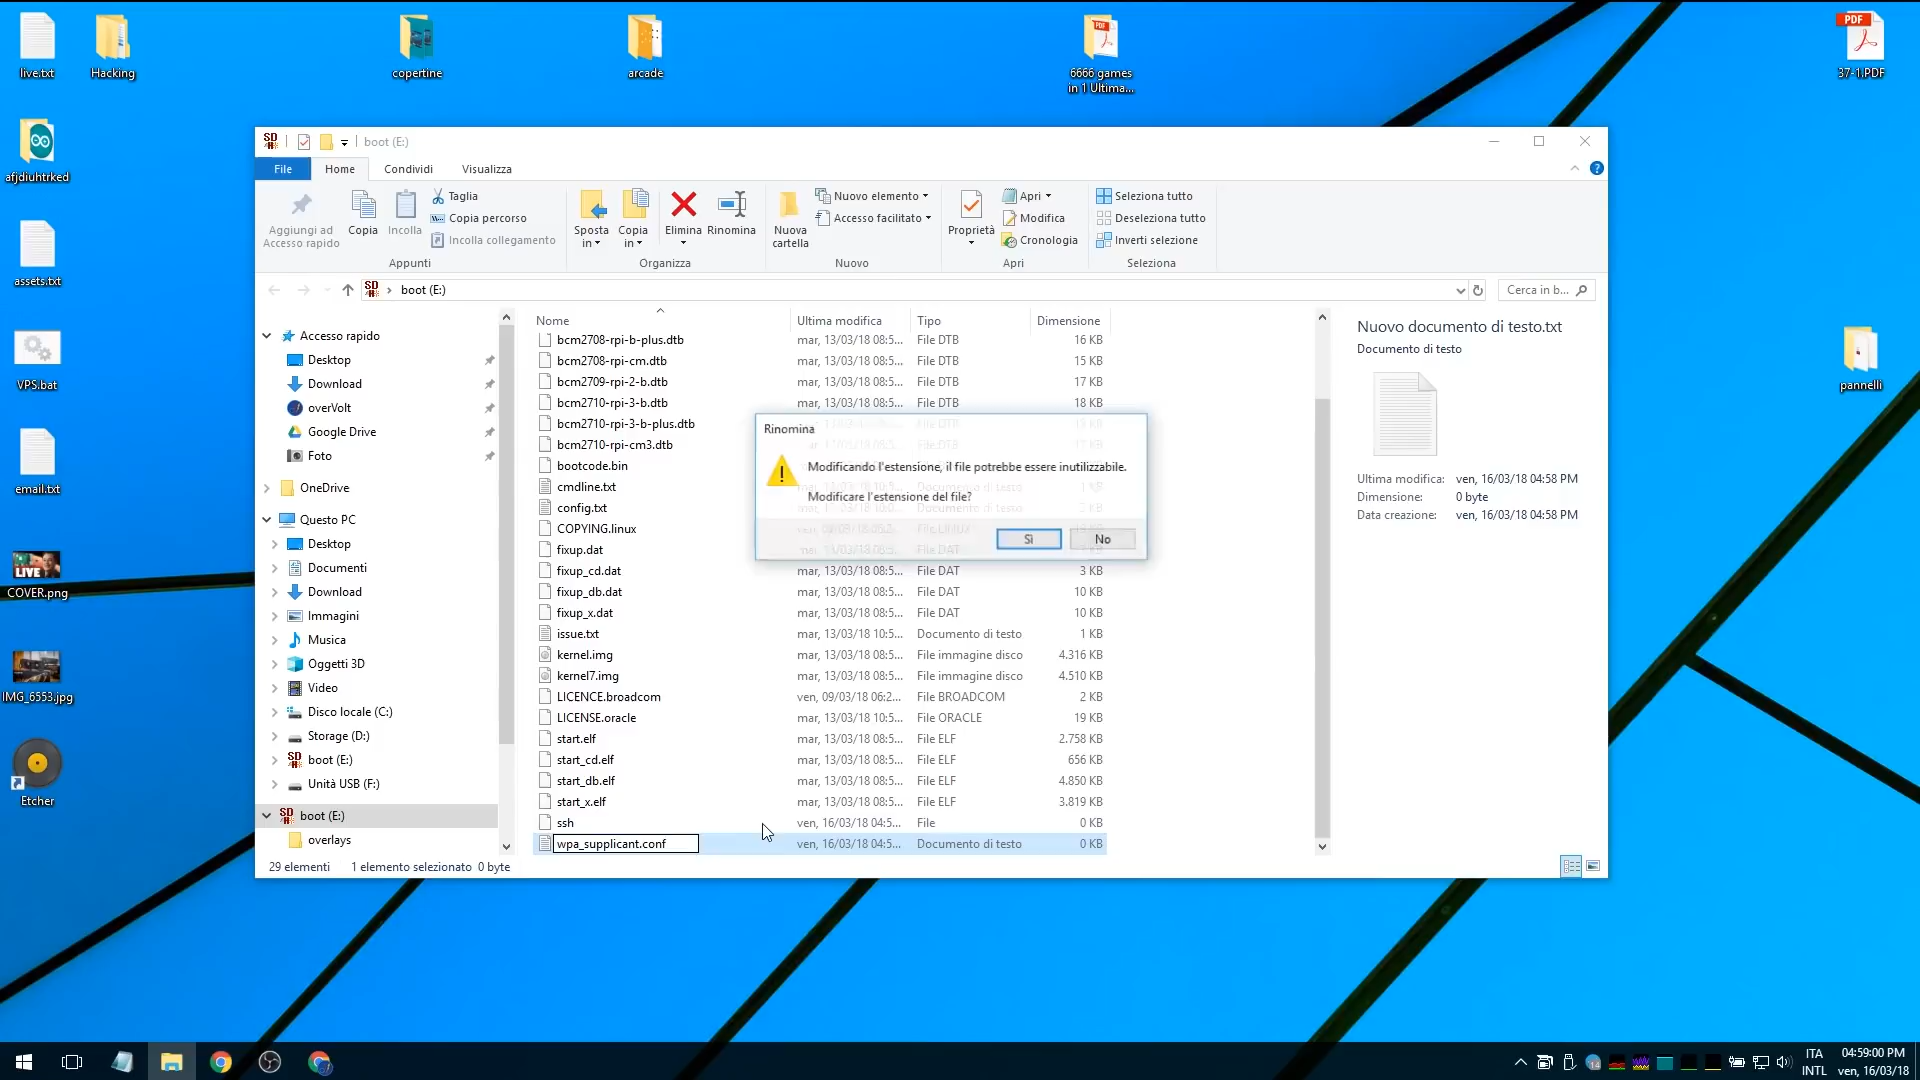 live.txt
Hacking
copertine
arcade
6666 games
in 1 Ultima...
37-1.PDF
afjdiuhtrked
assets.txt
VPS.bat
email.txt
COVER.png
IMG_6553.jpg
Etcher
pannelli
boot (E:)
File
Home
Condividi
Visualizza
Aggiungi ad
Accesso rapido
Copia
Incolla
Taglia
Copia percorso
Incolla collegamento
Appunti
Sposta
in
Copia
in
Elimina
Rinomina
Organizza
Nuova
cartella
Nuovo elemento
Accesso facilitato
Nuovo
Proprietà
Apri
Modifica
Cronologia
Apri
Seleziona tutto
Deseleziona tutto
Inverti selezione
Seleziona
boot (E:)
Cerca in b...
Accesso rapido
Desktop
Download
overVolt
Google Drive
Foto
OneDrive
Questo PC
Desktop
Documenti
Download
Immagini
Musica
Oggetti 3D
Video
Disco locale (C:)
Storage (D:)
boot (E:)
Unità USB (F:)
boot (E:)
overlays
Nome Ultima modifica Tipo Dimensione
bcm2708-rpi-b-plus.dtb mar, 13/03/18 08:5... File DTB 16 KB
bcm2708-rpi-cm.dtb mar, 13/03/18 08:5... File DTB 15 KB
bcm2709-rpi-2-b.dtb mar, 13/03/18 08:5... File DTB 17 KB
bcm2710-rpi-3-b.dtb mar, 13/03/18 08:5... File DTB 18 KB
bcm2710-rpi-3-b-plus.dtb
bcm2710-rpi-cm3.dtb
bootcode.bin
cmdline.txt
config.txt
COPYING.linux
fixup.dat
fixup_cd.dat mar, 13/03/18 08:5... File DAT 3 KB
fixup_db.dat mar, 13/03/18 08:5... File DAT 10 KB
fixup_x.dat mar, 13/03/18 08:5... File DAT 10 KB
issue.txt mar, 13/03/18 10:5... Documento di testo 1 KB
kernel.img mar, 13/03/18 08:5... File immagine disco 4.316 KB
kernel7.img mar, 13/03/18 08:5... File immagine disco 4.510 KB
LICENCE.broadcom ven, 09/03/18 06:2... File BROADCOM 2 KB
LICENSE.oracle mar, 13/03/18 10:5... File ORACLE 19 KB
start.elf mar, 13/03/18 08:5... File ELF 2.758 KB
start_cd.elf mar, 13/03/18 08:5... File ELF 656 KB
start_db.elf mar, 13/03/18 08:5... File ELF 4.850 KB
start_x.elf mar, 13/03/18 08:5... File ELF 3.819 KB
ssh ven, 16/03/18 04:5... File 0 KB
wpa_supplicant.conf ven, 16/03/18 04:5... Documento di testo 0 KB
Rinomina
Modificando l'estensione, il file potrebbe essere inutilizzabile.
Modificare l'estensione del file?
Sì
No
Nuovo documento di testo.txt
Documento di testo
Ultima modifica: ven, 16/03/18 04:58 PM
Dimensione: 0 byte
Data creazione: ven, 16/03/18 04:58 PM
29 elementi 1 elemento selezionato 0 byte
ITA
INTL
04:59:00 PM
ven, 16/03/18